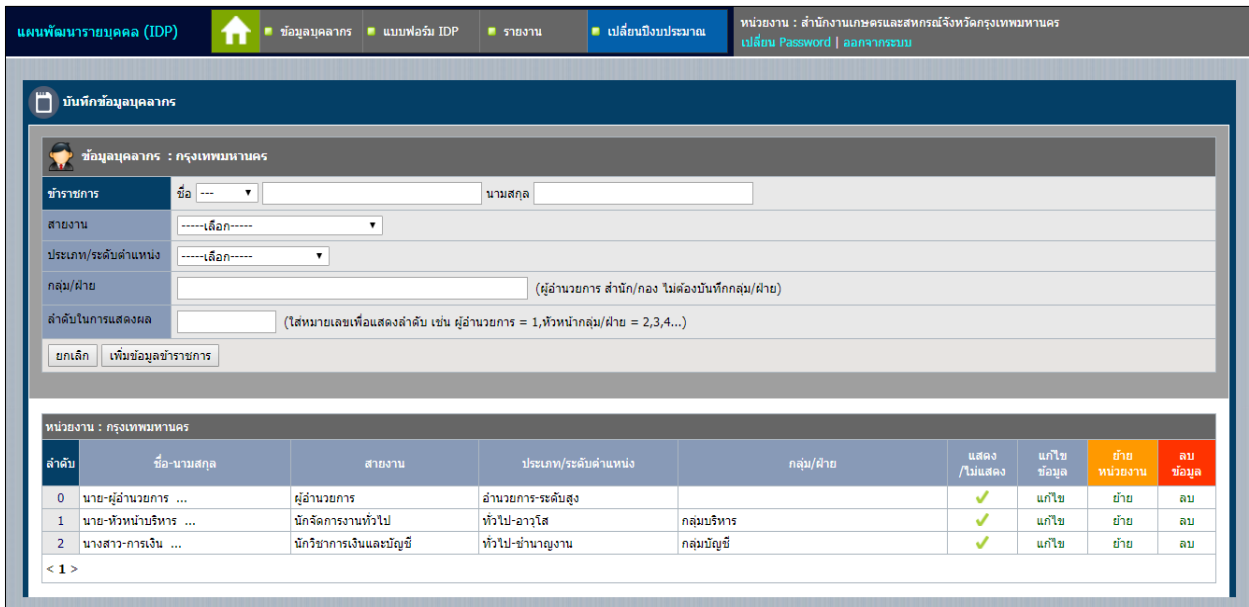 แผนพัฒนารายบุคคล (IDP)
ข้อมูลบุคลากร
แบบฟอร์ม IDP
รายงาน
เปลี่ยนปีงบประมาณ
หน่วยงาน : สำนักงานเกษตรและสหกรณ์จังหวัดกรุงเทพมหานคร
เปลี่ยน Password | ออกจากระบบ
บันทึกข้อมูลบุคลากร
ข้อมูลบุคลากร : กรุงเทพมหานคร
ข้าราชการ ชื่อ --- นามสกุล
สายงาน -----เลือก-----
ประเภท/ระดับตำแหน่ง -----เลือก-----
กลุ่ม/ฝ่าย (ผู้อำนวยการ สำนัก/กอง ไม่ต้องบันทึกกลุ่ม/ฝ่าย)
ลำดับในการแสดงผล (ใส่หมายเลขเพื่อแสดงลำดับ เช่น ผู้อำนวยการ = 1,หัวหน้ากลุ่ม/ฝ่าย = 2,3,4...)
ยกเลิก เพิ่มข้อมูลข้าราชการ
หน่วยงาน : กรุงเทพมหานคร
ลำดับ ชื่อ-นามสกุล สายงาน ประเภท/ระดับตำแหน่ง กลุ่ม/ฝ่าย แสดง /ไม่แสดง แก้ไข ข้อมูล ย้าย หน่วยงาน ลบ ข้อมูล
0 นาย-ผู้อำนวยการ ... ผู้อำนวยการ อำนวยการ-ระดับสูง แก้ไข ย้าย ลบ
1 นาย-หัวหน้าบริหาร ... นักจัดการงานทั่วไป ทั่วไป-อาวุโส กลุ่มบริหาร แก้ไข ย้าย ลบ
2 นางสาว-การเงิน ... นักวิชาการเงินและบัญชี ทั่วไป-ชำนาญงาน กลุ่มบัญชี แก้ไข ย้าย ลบ
< 1 >